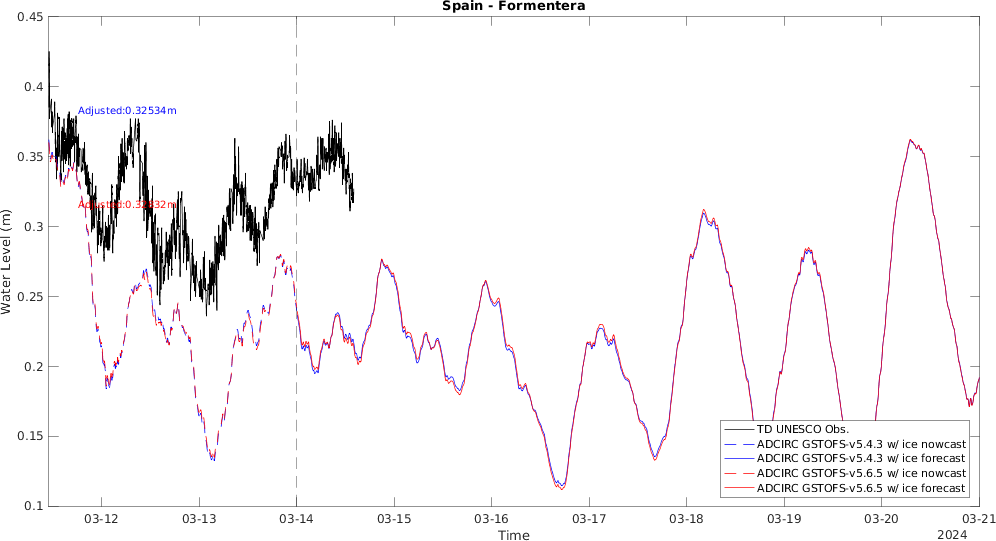 Spain - Formentera
0.45
0.4
0.35
0.3
0.25
0.2
0.15
0.1
Water Level (m)
Adjusted:0.32534m
TD UNESCO Obs.
ADCIRC GSTOFS-v5.4.3 w/ ice nowcast
ADCIRC GSTOFS-v5.4.3 w/ ice forecast
ADCIRC GSTOFS-v5.6.5 w/ ice nowcast
ADCIRC GSTOFS-v5.6.5 w/ ice forecast
03-12
03-13
03-14
03-15
03-16
03-17
03-18
03-19
03-20
03-21
Time
2024